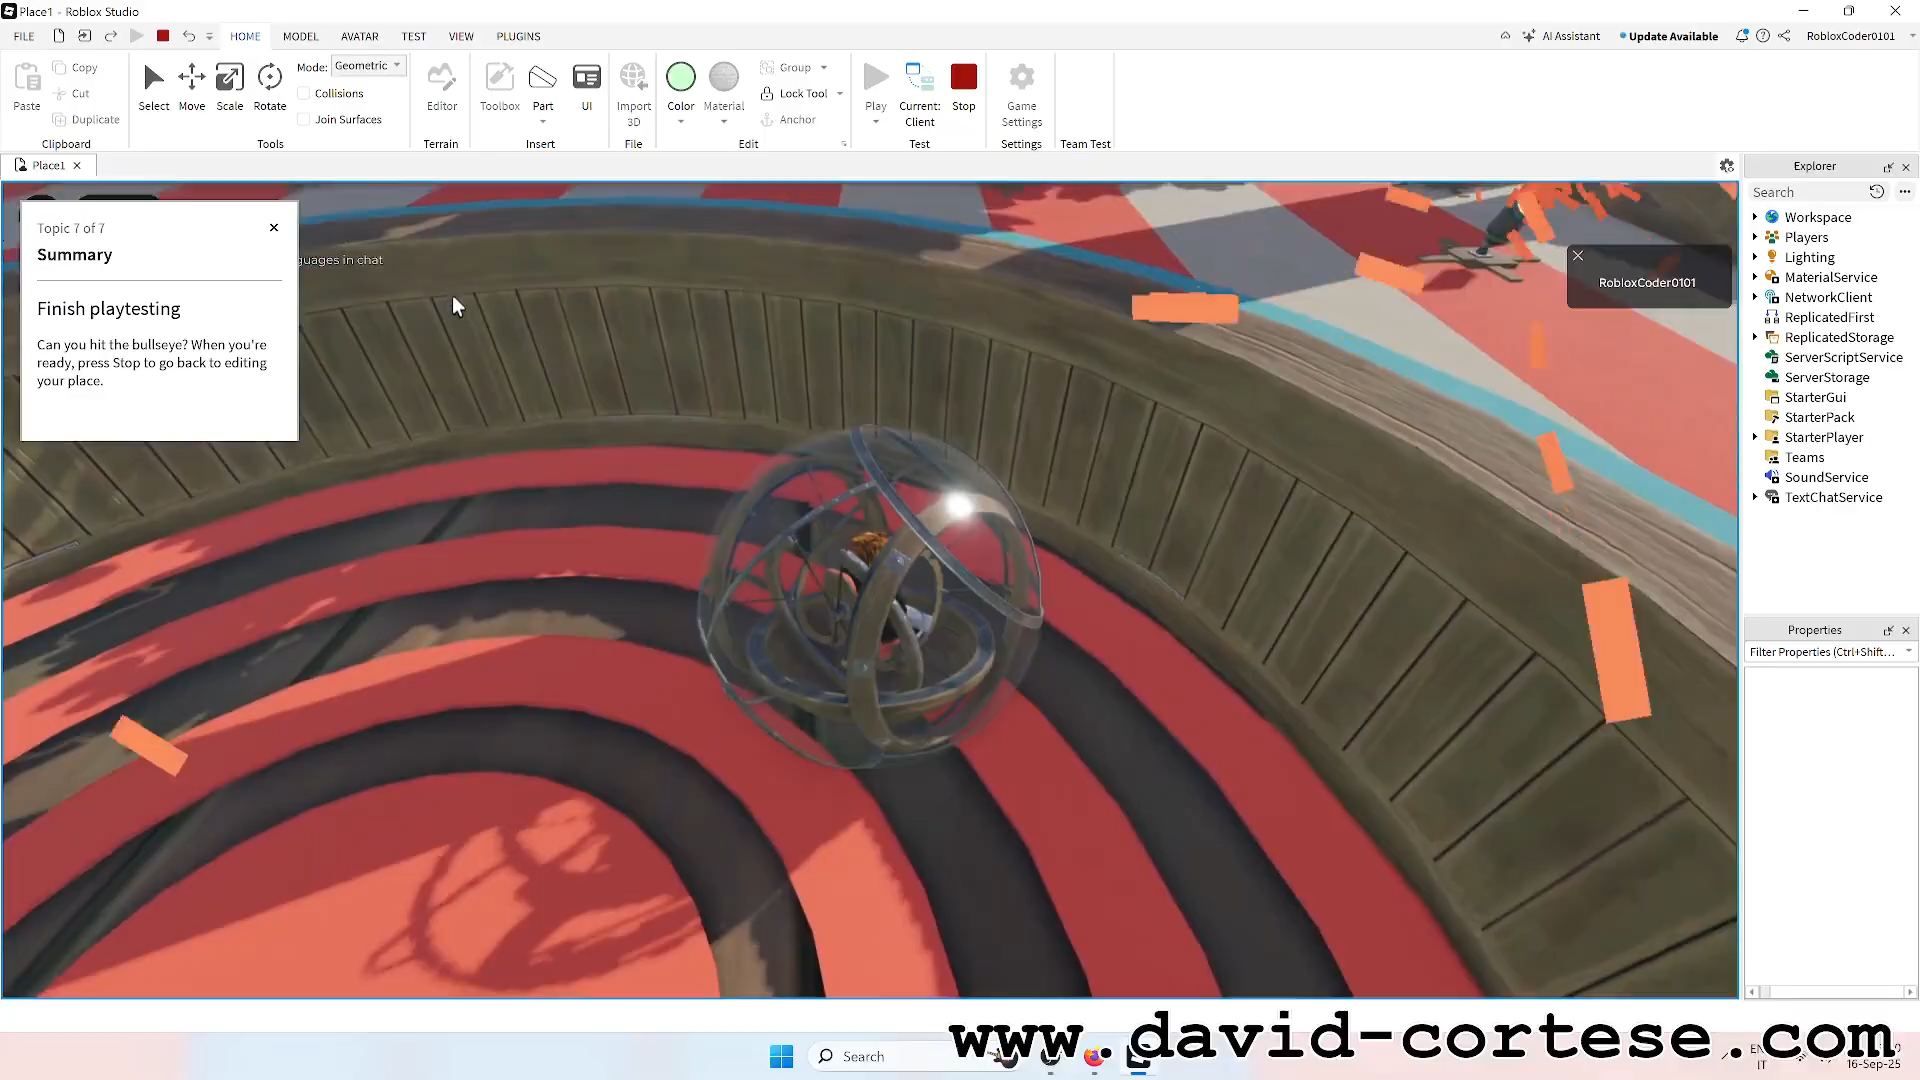 Place1 - Roblox Studio
FILE
HOME MODEL AVATAR TEST VIEW PLUGINS
AI Assistant Update Available RobloxCoder0101
Paste Copy Cut Duplicate
Clipboard
Select Move Scale Rotate
Mode: Geometric
Collisions
Join Surfaces
Tools
Editor
Terrain
Toolbox Part UI
Insert
Import 3D
File
Color Material
Group
Lock Tool
Anchor
Edit
Play Current: Client Stop
Test
Game Settings
Settings
Team Test
Place1
Topic 7 of 7
Summary
Finish playtesting
Can you hit the bullseye? When you're
ready, press Stop to go back to editing
your place.
guages in chat
RobloxCoder0101
Explorer
Search
Workspace
Players
Lighting
MaterialService
NetworkClient
ReplicatedFirst
ReplicatedStorage
ServerScriptService
ServerStorage
StarterGui
StarterPack
StarterPlayer
Teams
SoundService
TextChatService
Properties
Filter Properties (Ctrl+Shift...
www.david-cortese.com
Search
IT
16-Sep-25